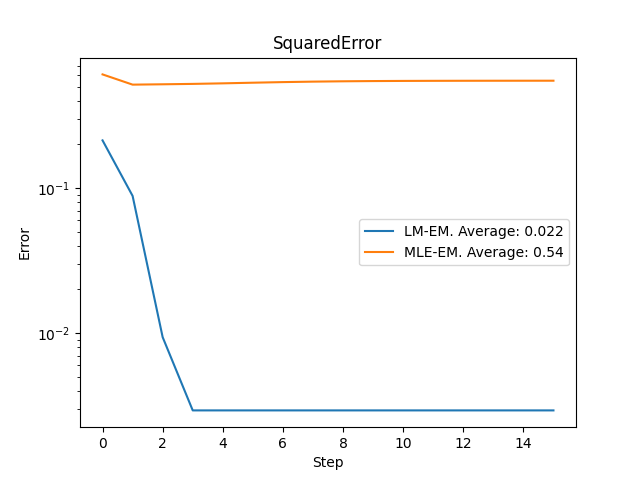 SquaredError
Error
10⁻¹
10⁻²
LM-EM. Average: 0.022
MLE-EM. Average: 0.54
0 2 4 6 8 10 12 14
Step